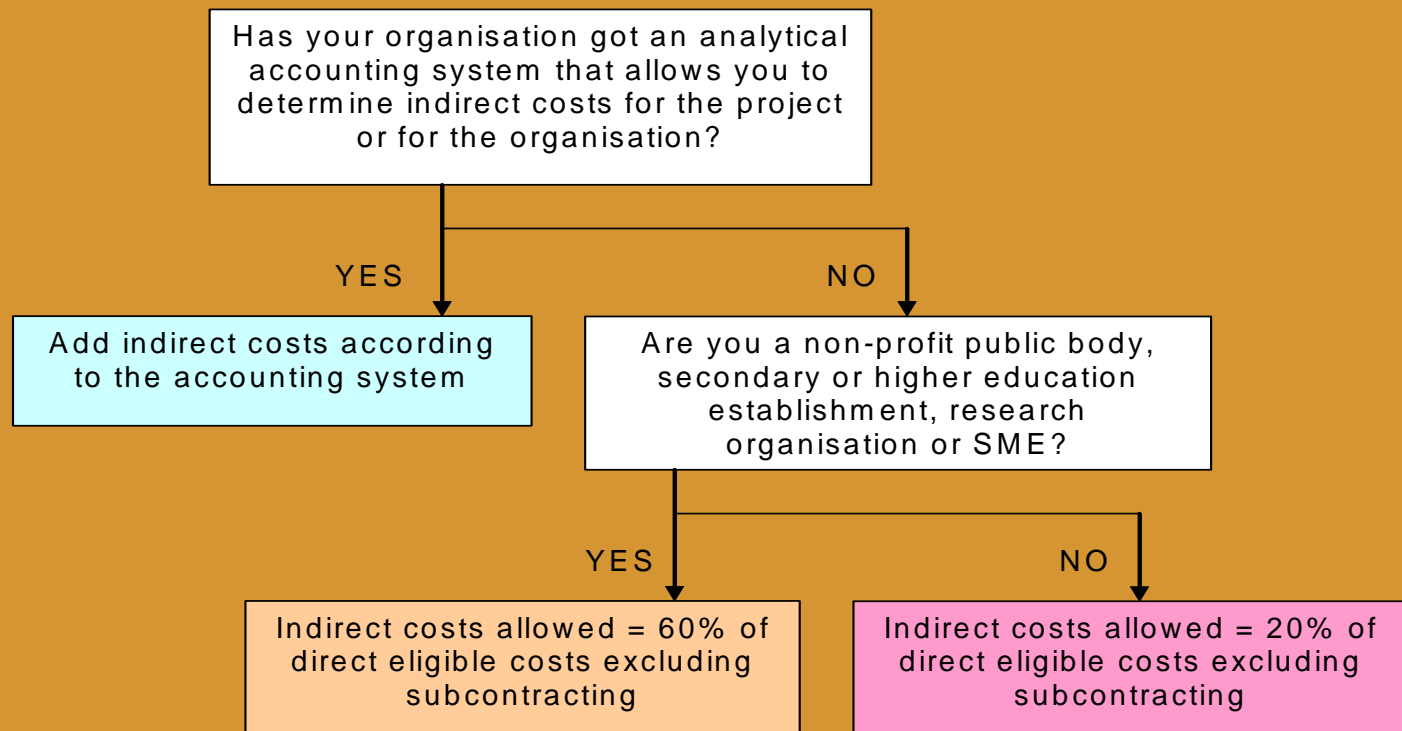 Has your organisation got an analytical
accounting system that allows you to
determine indirect costs for the project
or for the organisation?
YES
NO
Add indirect costs according
to the accounting system
Are you a non-profit public body,
secondary or higher education
establishment, research
organisation or SME?
YES
NO
Indirect costs allowed = 60% of
direct eligible costs excluding
subcontracting
Indirect costs allowed = 20% of
direct eligible costs excluding
subcontracting